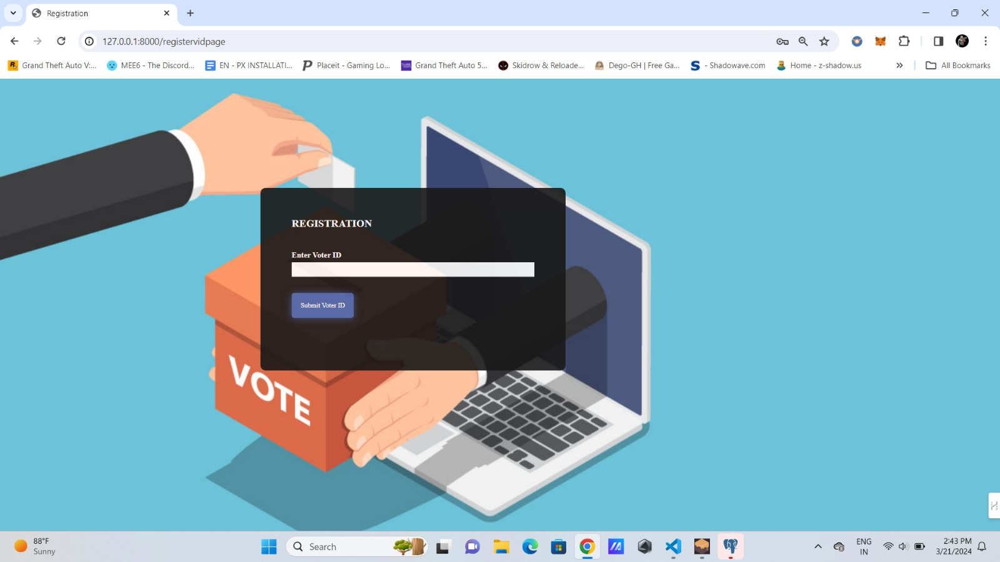 Registration
127.0.0.1:8000/registervidpage
Grand Theft Auto V:...
MEE6 - The Discord...
EN - PX INSTALLATI...
Placeit - Gaming Lo...
Grand Theft Auto 5...
Skidrow & Reloade...
Dego-GH | Free Ga...
- Shadowave.com
Home - z-shadow.us
All Bookmarks
REGISTRATION
Enter Voter ID
Submit Voter ID
VOTE
88°F
Sunny
Search
ENG
IN
2:43 PM
3/21/2024